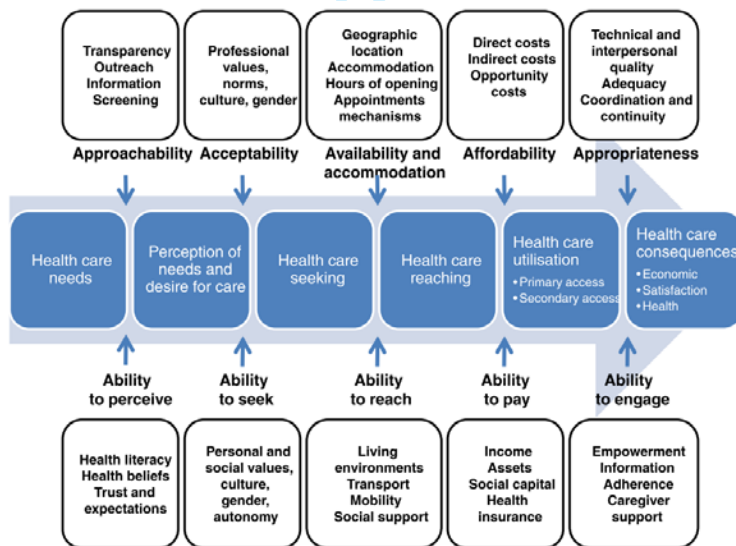 Transparency
Outreach
Information
Screening
Professional
values,
norms,
culture, gender
Geographic
location
Accommodation
Hours of opening
Appointments
mechanisms
Direct costs
Indirect costs
Opportunity
costs
Technical and
interpersonal
quality
Adequacy
Coordination and
continuity
Approachability
Acceptability
Availability and
accommodation
Affordability
Appropriateness
Health care
needs
Perception of
needs and
desire for care
Health care
seeking
Health care
reaching
Health care
utilisation
•Primary access
•Secondary access
Health care
consequences
•Economic
•Satisfaction
•Health
Ability
to perceive
Ability
to seek
Ability
to reach
Ability
to pay
Ability
to engage
Health literacy
Health beliefs
Trust and
expectations
Personal and
social values,
culture,
gender,
autonomy
Living
environments
Transport
Mobility
Social support
Income
Assets
Social capital
Health
insurance
Empowerment
Information
Adherence
Caregiver
support